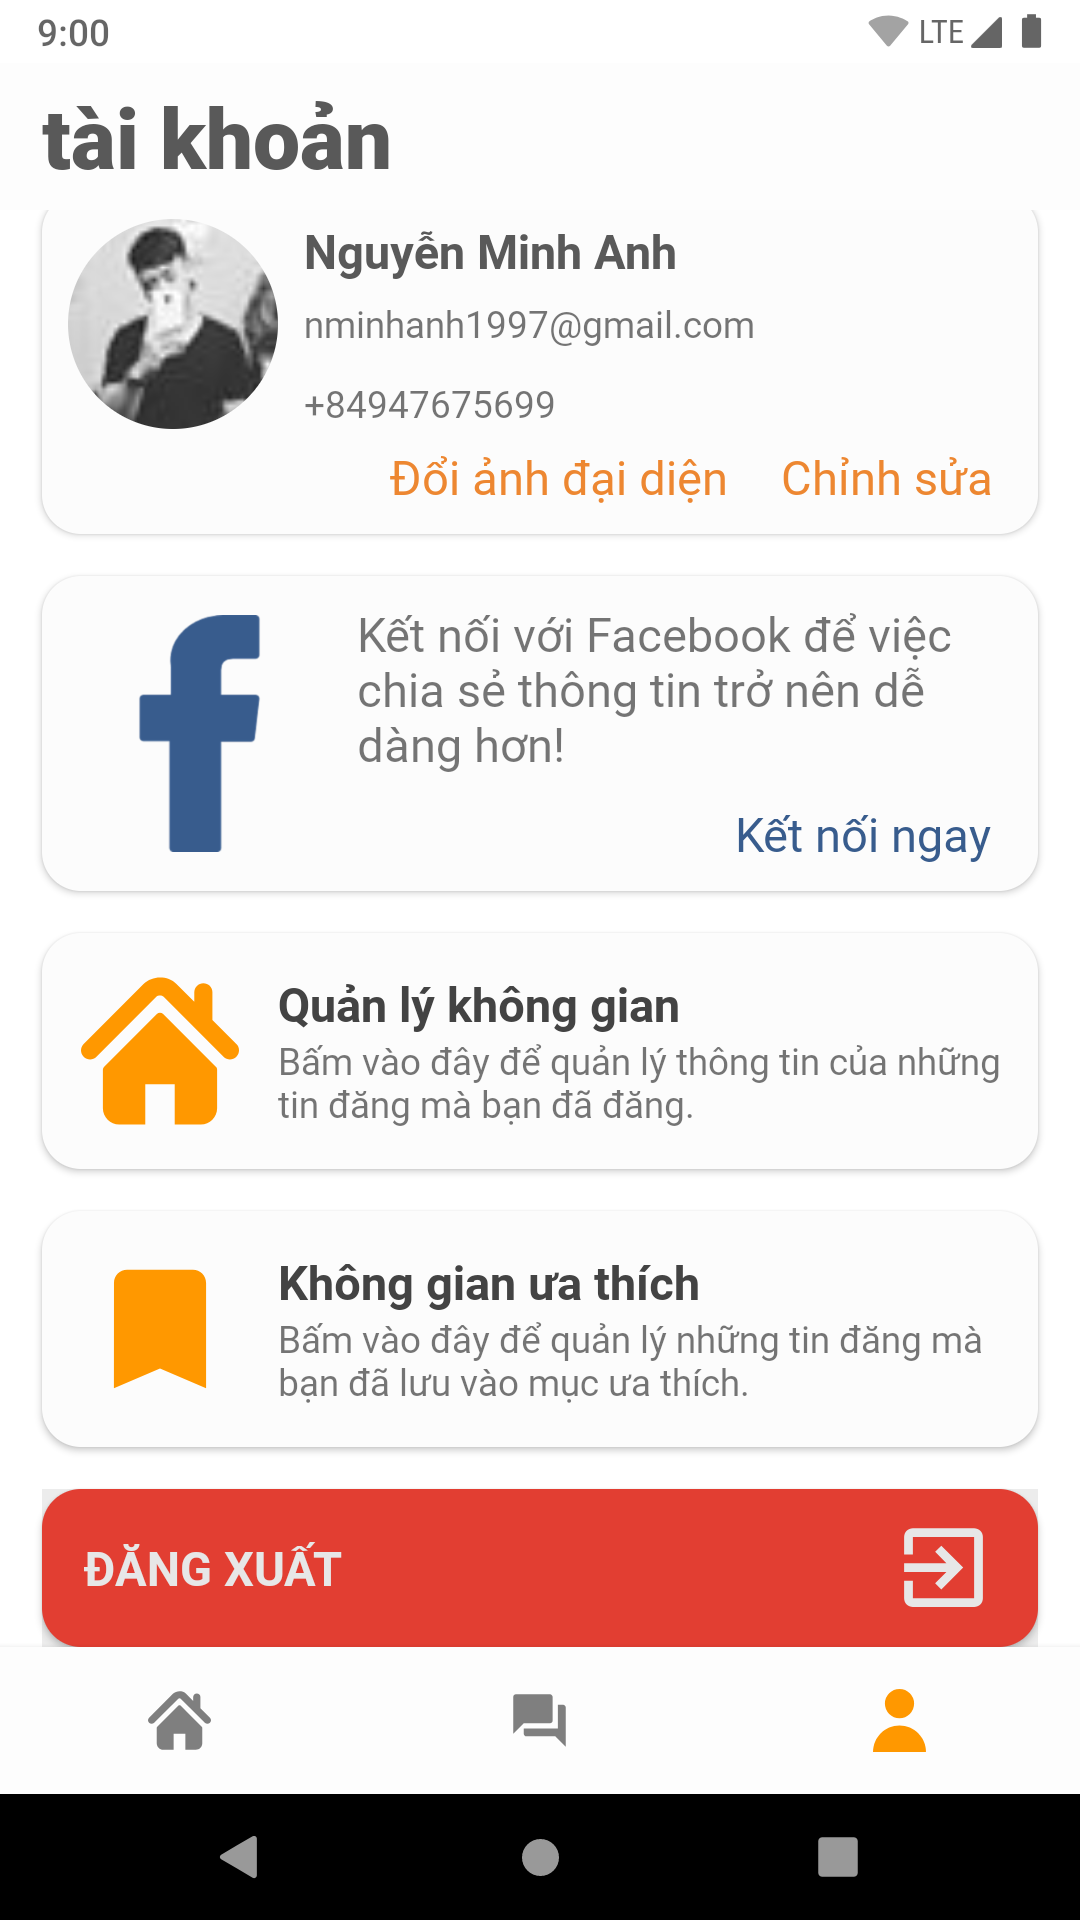 9:00
LTE
tài khoản
Nguyễn Minh Anh
nminhanh1997@gmail.com
+84947675699
Đổi ảnh đại diện
Chỉnh sửa
Kết nối với Facebook để việc
chia sẻ thông tin trở nên dễ
dàng hơn!
Kết nối ngay
Quản lý không gian
Bấm vào đây để quản lý thông tin của những
tin đăng mà bạn đã đăng.
Không gian ưa thích
Bấm vào đây để quản lý những tin đăng mà
bạn đã lưu vào mục ưa thích.
ĐĂNG XUẤT